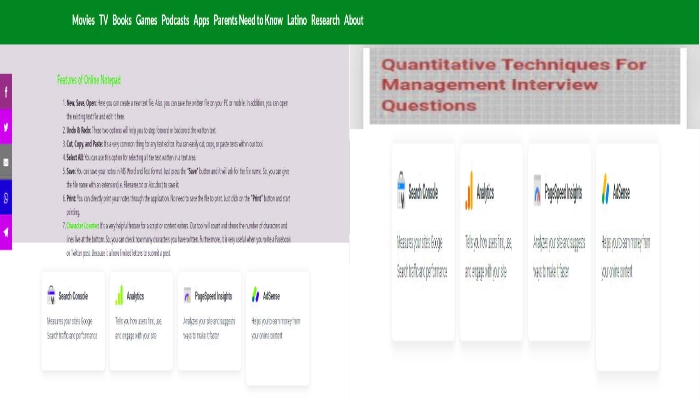 Movies TV Books Games Podcasts Apps Parents Need to Know Latino Research About
Features of Online Notepad
1. New, Save, Open: Here you can create a new text file. Also, you can save the written file on your PC or mobile. In addition, you can open
the existing text file and edit it here.
2. Undo & Redo: These two options will help you to step forward or backward the written text.
3. Cut, Copy, and Paste: It's a very common thing for any text editor. You can easily cut, copy, or paste texts within our tool.
4. Select All: You can use this option for selecting all the text written in a text area.
5. Save: You can save your notes in MS Word and Text format. Just press the "Save" button and it will ask for the file name. So, you can give
the file name with an extension(i.e. filename.txt or A.doc) to save it.
6. Print: You can directly print your notes through the application. No need to save the file to print. Just click on the "Print" button and start
printing.
7. Character Counter: It's a very helpful feature for a script or content writers. Our tool will count and show the number of characters and
lines live at the bottom. So, you can check how many characters you have written. Furthermore, it is very useful when you write a Facebook
or Twitter post. Because it allows limited letters to submit a post.
Search Console
Measures your site's Google
Search traffic and performance
Analytics
Tells you how users find, use,
and engage with your site
PageSpeed Insights
Analyzes your site and suggests
ways to make it faster
AdSense
Helps you to earn money from
your online content
Quantitative Techniques For
Management Interview
Questions
Search Console
Measures your site's Google
Search traffic and performance
Analytics
Tells you how users find, use,
and engage with your site
PageSpeed Insights
Analyzes your site and suggests
ways to make it faster
AdSense
Helps you to earn money from
your online content